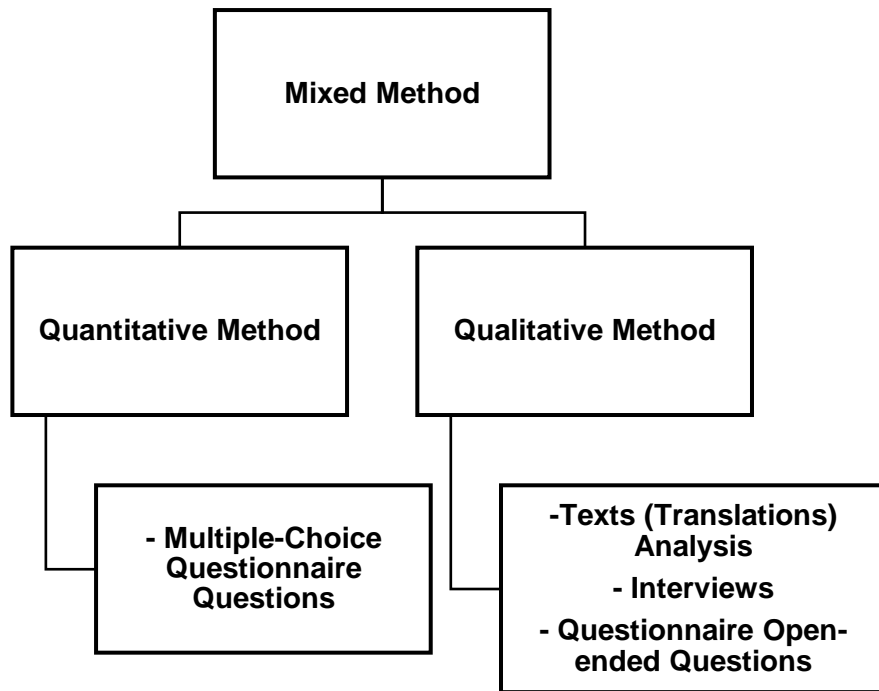 Mixed Method
Quantitative Method
Qualitative Method
- Multiple-Choice
Questionnaire
Questions
-Texts (Translations)
Analysis
- Interviews
- Questionnaire Open-
ended Questions